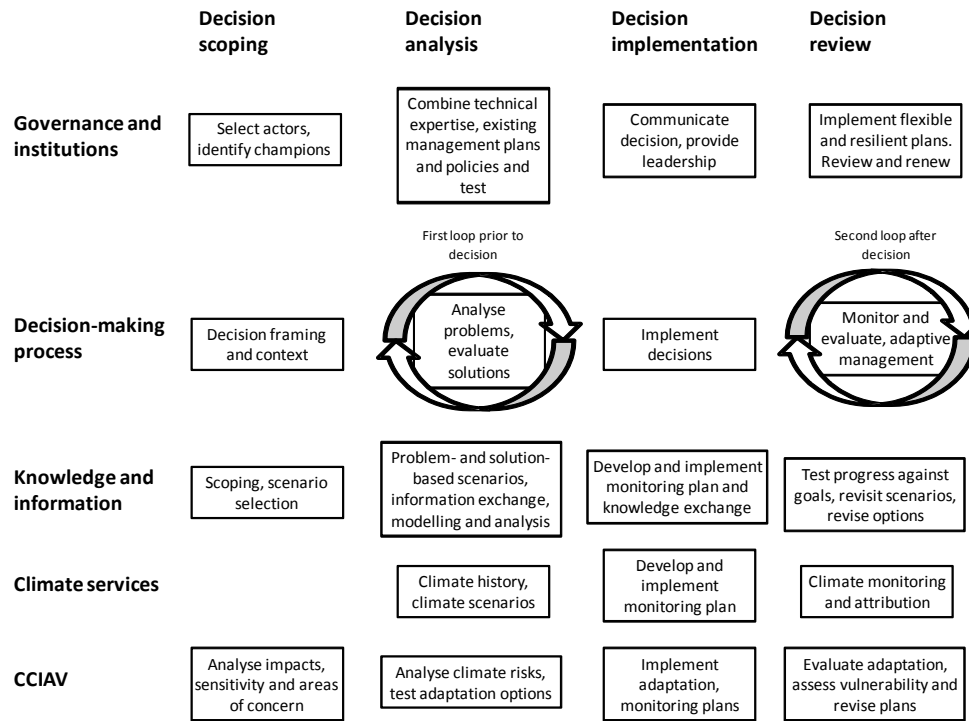 Decision
scoping
Decision
analysis
Decision
implementation
Decision
review
Governance and
institutions
Select actors,
identify champions
Combine technical
expertise, existing
management plans
and policies and
test
Communicate
decision, provide
leadership
Implement flexible
and resilient plans.
Review and renew
First loop prior to
decision
Second loop after
decision
Decision-making
process
Decision framing
and context
Analyse
problems,
evaluate
solutions
Implement
decisions
Monitor and
evaluate, adaptive
management
Knowledge and
information
Scoping, scenario
selection
Problem- and solution-
based scenarios,
information exchange,
modelling and analysis
Develop and implement
monitoring plan and
knowledge exchange
Test progress against
goals, revisit scenarios,
revise options
Climate services
Climate history,
climate scenarios
Develop and
implement
monitoring plan
Climate monitoring
and attribution
CCIAV
Analyse impacts,
sensitivity and areas
of concern
Analyse climate risks,
test adaptation options
Implement
adaptation,
monitoring plans
Evaluate adaptation,
assess vulnerability and
revise plans